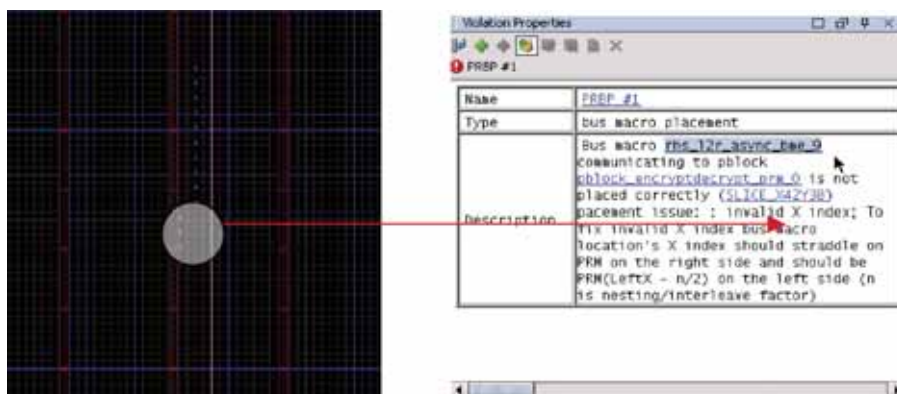 Violation Properties
PRBP #1
Name PRBP #1
Type bus macro placement
Description
Bus macro rhs_l2r_async_bme_9
communicating to pblock
pblock_encryptdecrypt_prm_0 is not
placed correctly (SLICE_X42Y38)
pacement issue: : invalid X index; To
fix invalid X index bus macro
location's X index should straddle on
PRM on the right side and should be
PRM(LeftX - n/2) on the left side (n
is nesting/interleave factor)